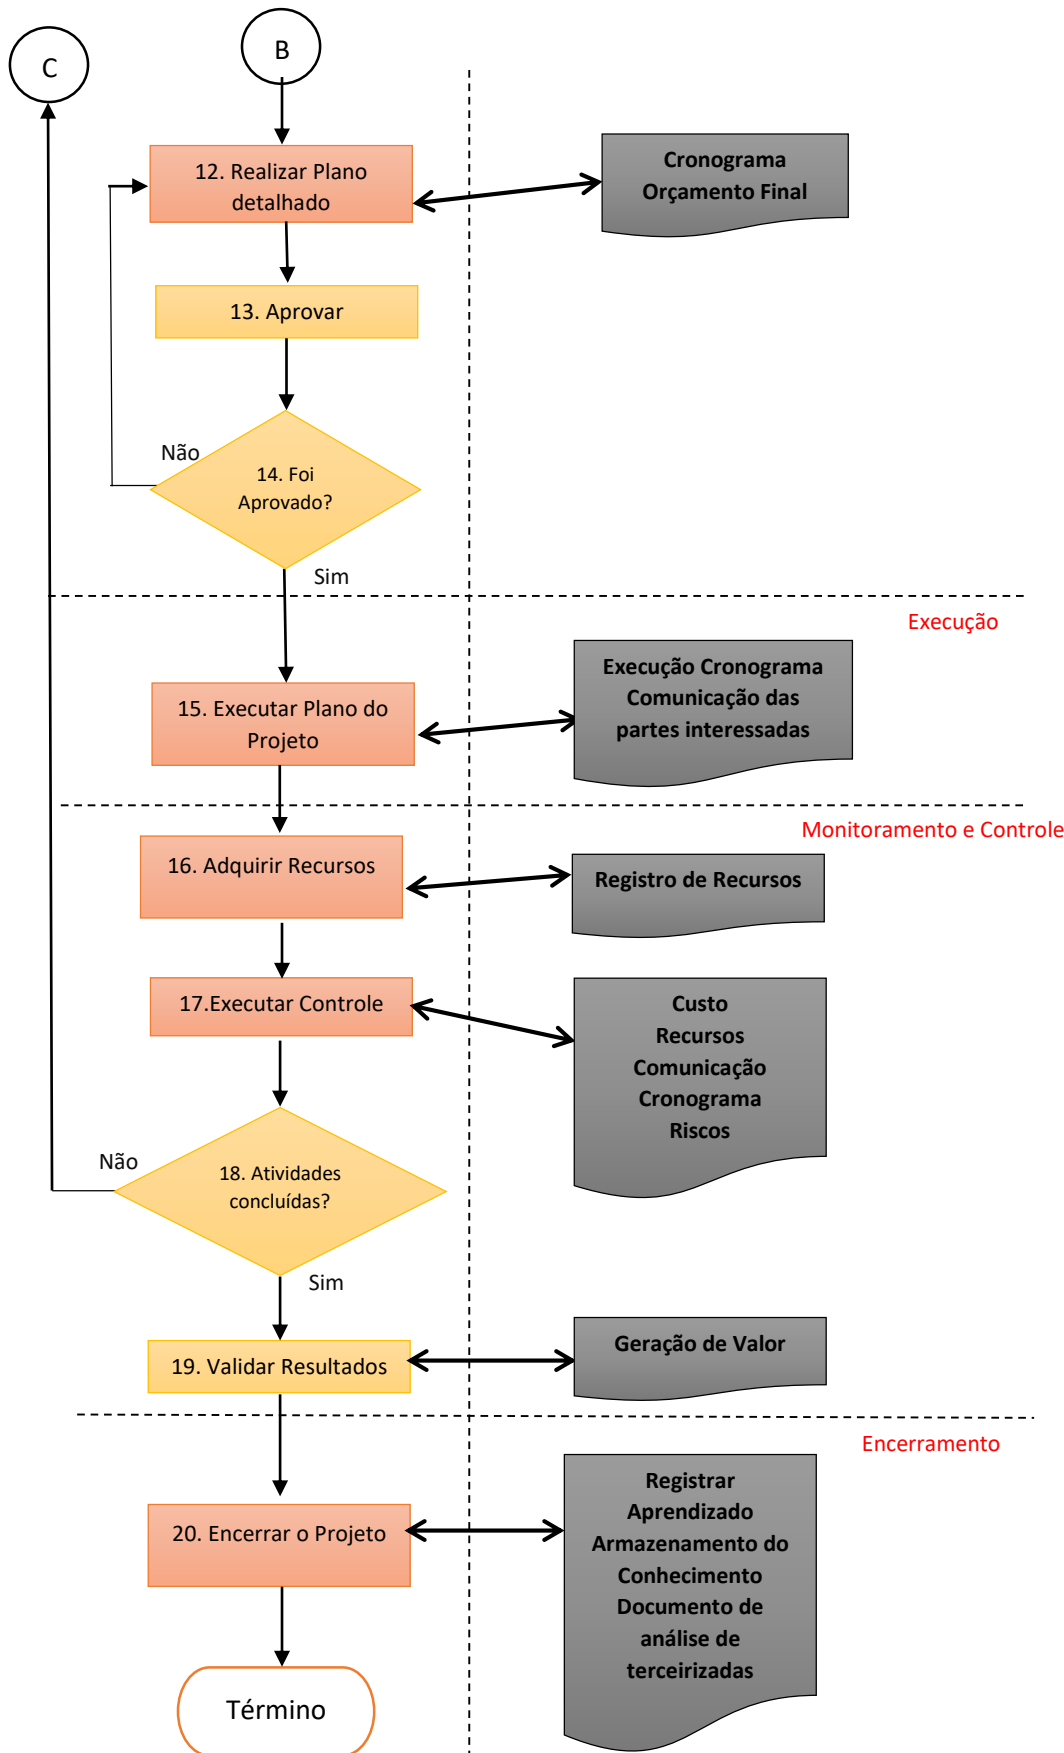 C
B
12. Realizar Plano
detalhado
Cronograma
Orçamento Final
13. Aprovar
Não
14. Foi
Aprovado?
Sim
Execução
15. Executar Plano do
Projeto
Execução Cronograma
Comunicação das
partes interessadas
Monitoramento e Controle
16. Adquirir Recursos
Registro de Recursos
17.Executar Controle
Custo
Recursos
Comunicação
Cronograma
Riscos
Não
18. Atividades
concluídas?
Sim
19. Validar Resultados
Geração de Valor
Encerramento
20. Encerrar o Projeto
Registrar
Aprendizado
Armazenamento do
Conhecimento
Documento de
análise de
terceirizadas
Término